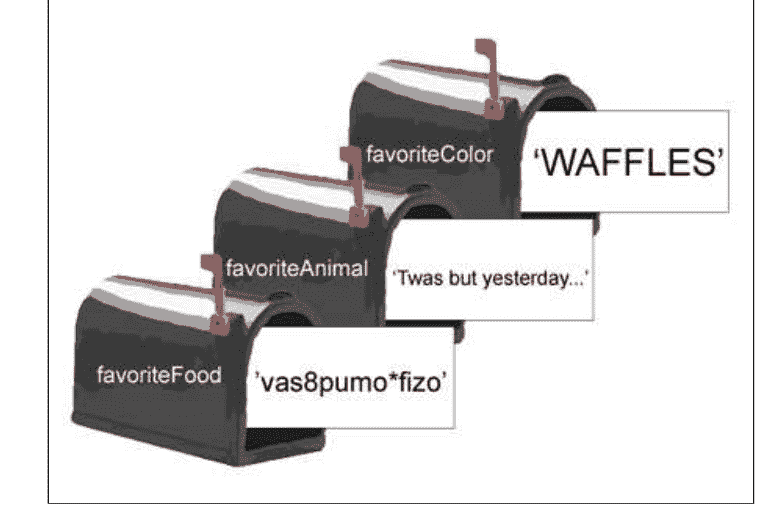 favoriteColor
‘WAFFLES’
favoriteAnimal
‘Twas but yesterday...’
favoriteFood
’vas8pumo*fizo’